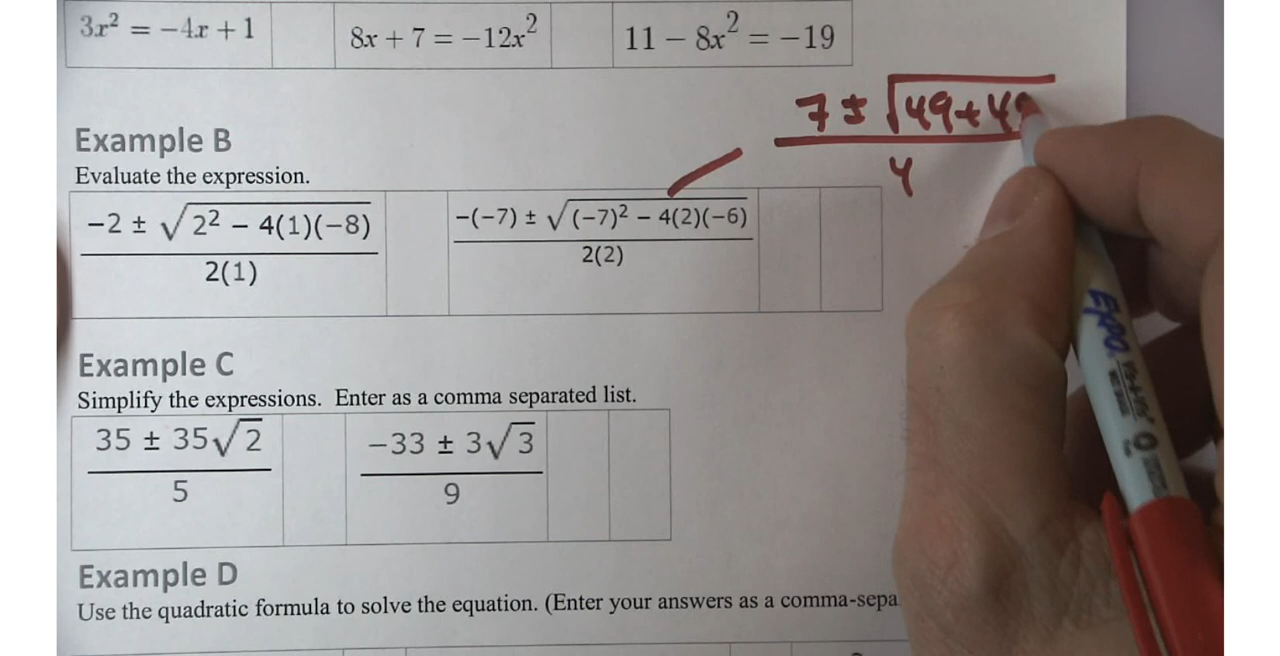 3x² = −4x + 1
8x + 7 = −12x²
11 − 8x² = −19
7 ± √49+4
4
Example B
Evaluate the expression.
−2 ± √2² − 4(1)(−8)
2(1)
−(−7) ± √(−7)² − 4(2)(−6)
2(2)
Example C
Simplify the expressions. Enter as a comma separated list.
35 ± 35√2
5
−33 ± 3√3
9
Example D
Use the quadratic formula to solve the equation. (Enter your answers as a comma-sepa
EXPO